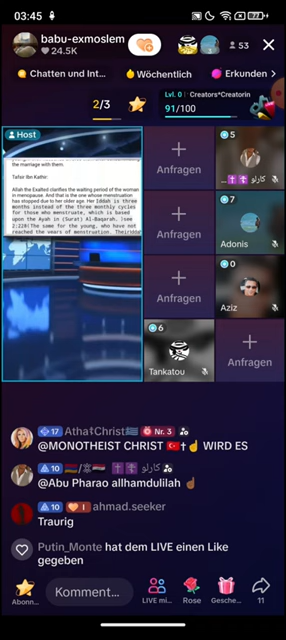 03:45
77
babu-exmoslem
24.5K
53
Chatten und Int...
Wöchentlich
Erkunden
2/3
Lvl. 0
Creators*Creatorin
91/100
Host
the marriage with them.
Tafsir Ibn Kathir:
Allah the Exalted clarifies the waiting period of the woman
in menopause. And that is the one whose menstruation
has stopped due to her older age. Her Iddah is three
months instead of the three monthly cycles
for those who menstruate, which is based
upon the Ayah in (Surat) Al-Baqarah. (see
2:228)The same for the young, who have not
reached the years of menstruation. Their
Anfragen
5
... كارلو
Anfragen
7
Adonis
Anfragen
0
Aziz
6
Tankatou
Anfragen
17 Atha†Christ Nr. 3
@MONOTHEIST CHRIST WIRD ES
10 كارلو
@Abu Pharao allhamdulilah
10 I ahmad.seeker
Traurig
Putin_Monte hat dem LIVE einen Like
gegeben
Abonn...
Komment...
LIVE mi...
Rose
Gesche...
11